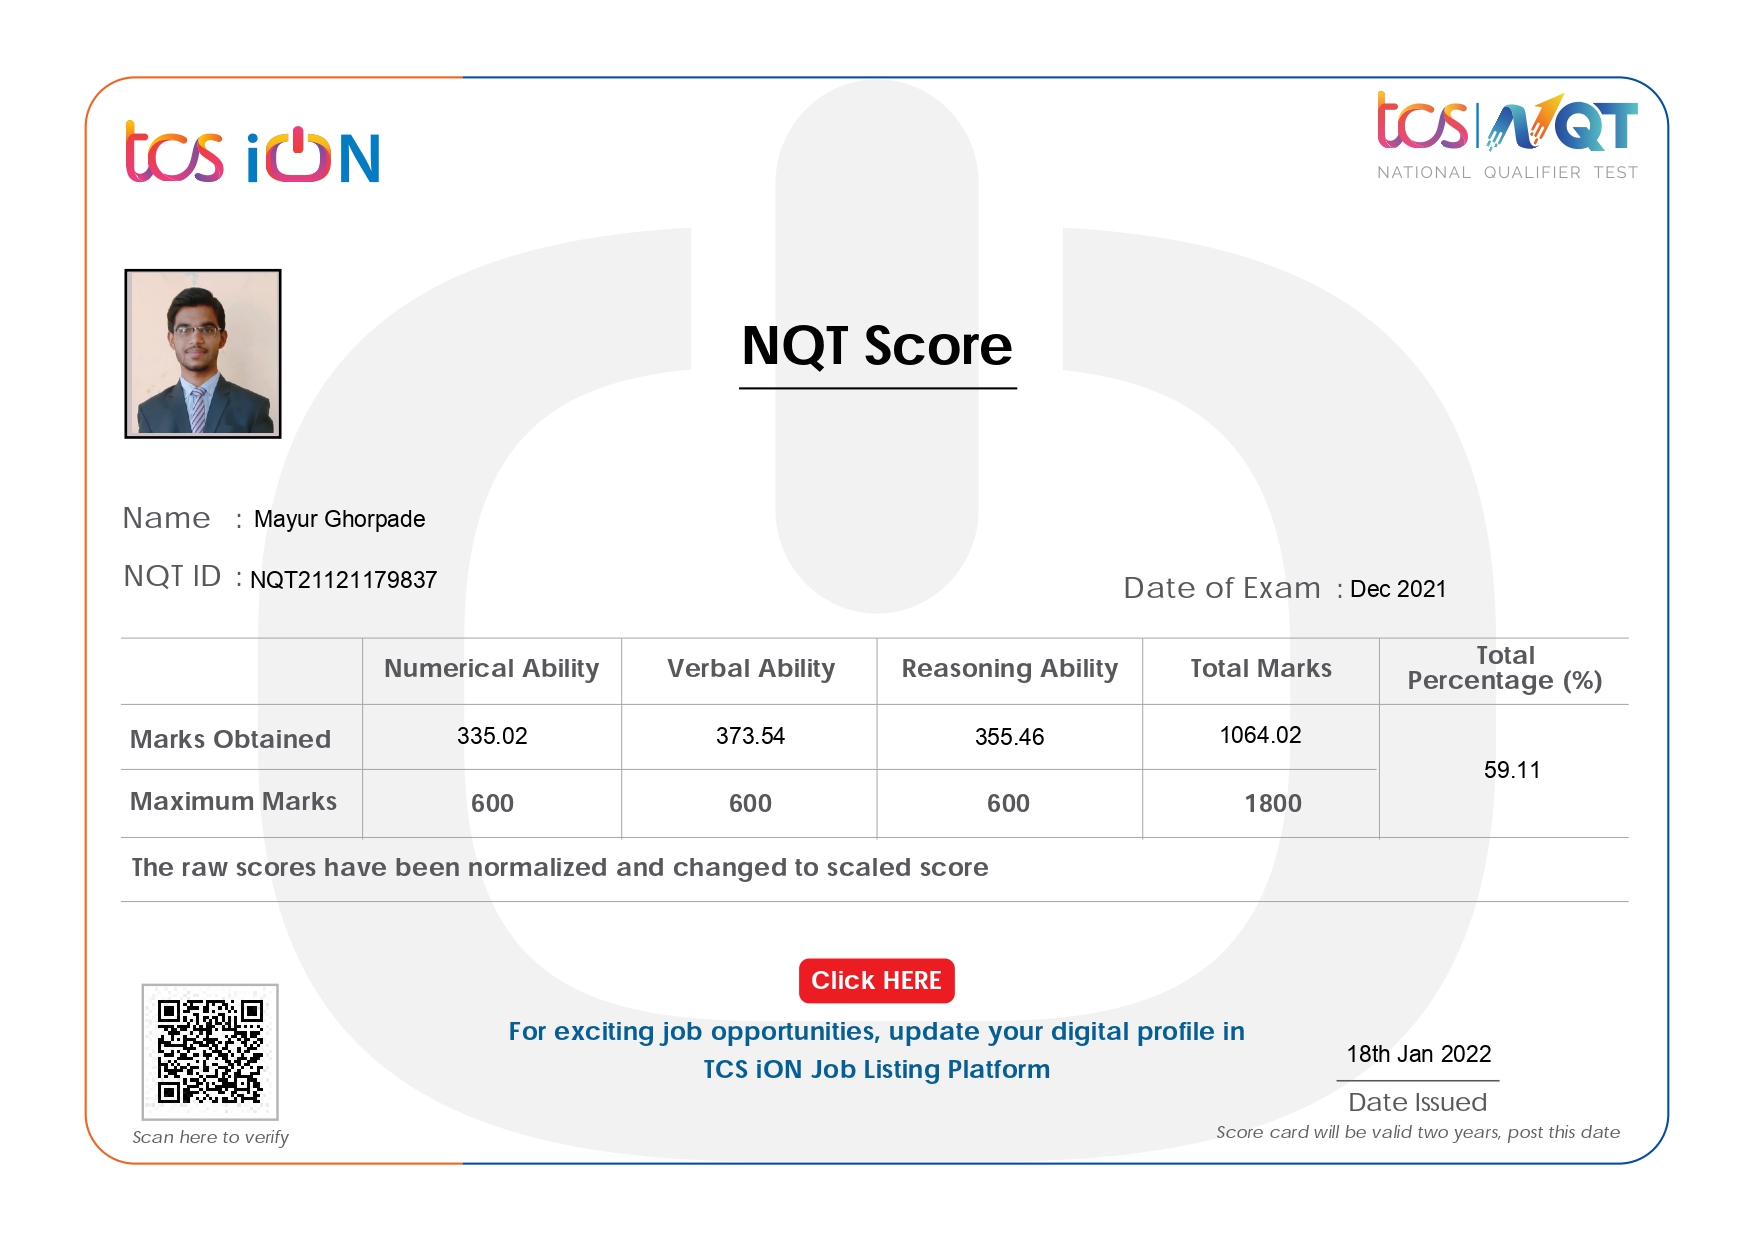 tcs iON
tcs | NQT
NATIONAL QUALIFIER TEST
NQT Score
Name : Mayur Ghorpade
NQT ID : NQT21121179837
Date of Exam : Dec 2021
Numerical Ability Verbal Ability Reasoning Ability Total Marks Total Percentage (%)
Marks Obtained 335.02 373.54 355.46 1064.02 59.11
Maximum Marks 600 600 600 1800
The raw scores have been normalized and changed to scaled score
Click HERE
For exciting job opportunities, update your digital profile in
TCS iON Job Listing Platform
18th Jan 2022
Date Issued
Score card will be valid two years, post this date
Scan here to verify